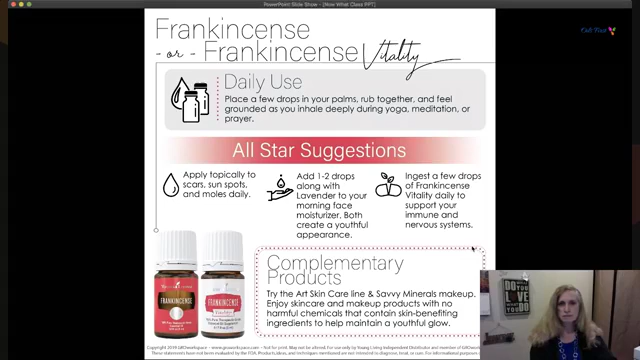 PowerPoint Slide Show - [Now What Class PPT]
Frankincense
- or - Frankincense Vitality
Daily Use
Place a few drops in your palms, rub together, and feel
grounded as you inhale deeply during yoga, meditation, or
prayer.
All Star Suggestions
Apply topically to
scars, sun spots,
and moles daily.
Add 1-2 drops
along with
Lavender to your
morning face
moisturizer. Both
create a youthful
appearance.
Ingest a few drops
of Frankincense
Vitality daily to
support your
immune and
nervous systems.
FRANKINCENSE
FRANKINCENSE
Vitality
Complementary
Products
Try the Art Skin Care line & Savvy Minerals makeup.
Enjoy skincare and makeup products with no
harmful chemicals that contain skin-benefiting
ingredients to help maintain a youthful glow.
DO
WHAT
YOU
LOVE